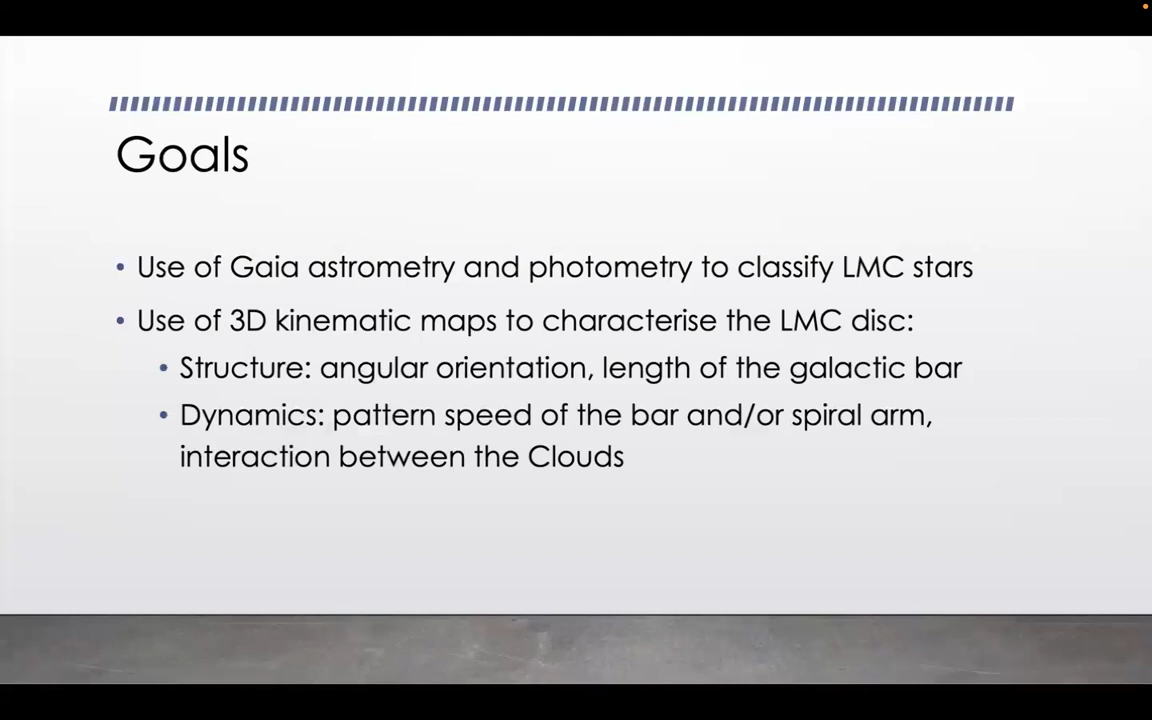 Goals
• Use of Gaia astrometry and photometry to classify LMC stars
• Use of 3D kinematic maps to characterise the LMC disc:
• Structure: angular orientation, length of the galactic bar
• Dynamics: pattern speed of the bar and/or spiral arm,
interaction between the Clouds